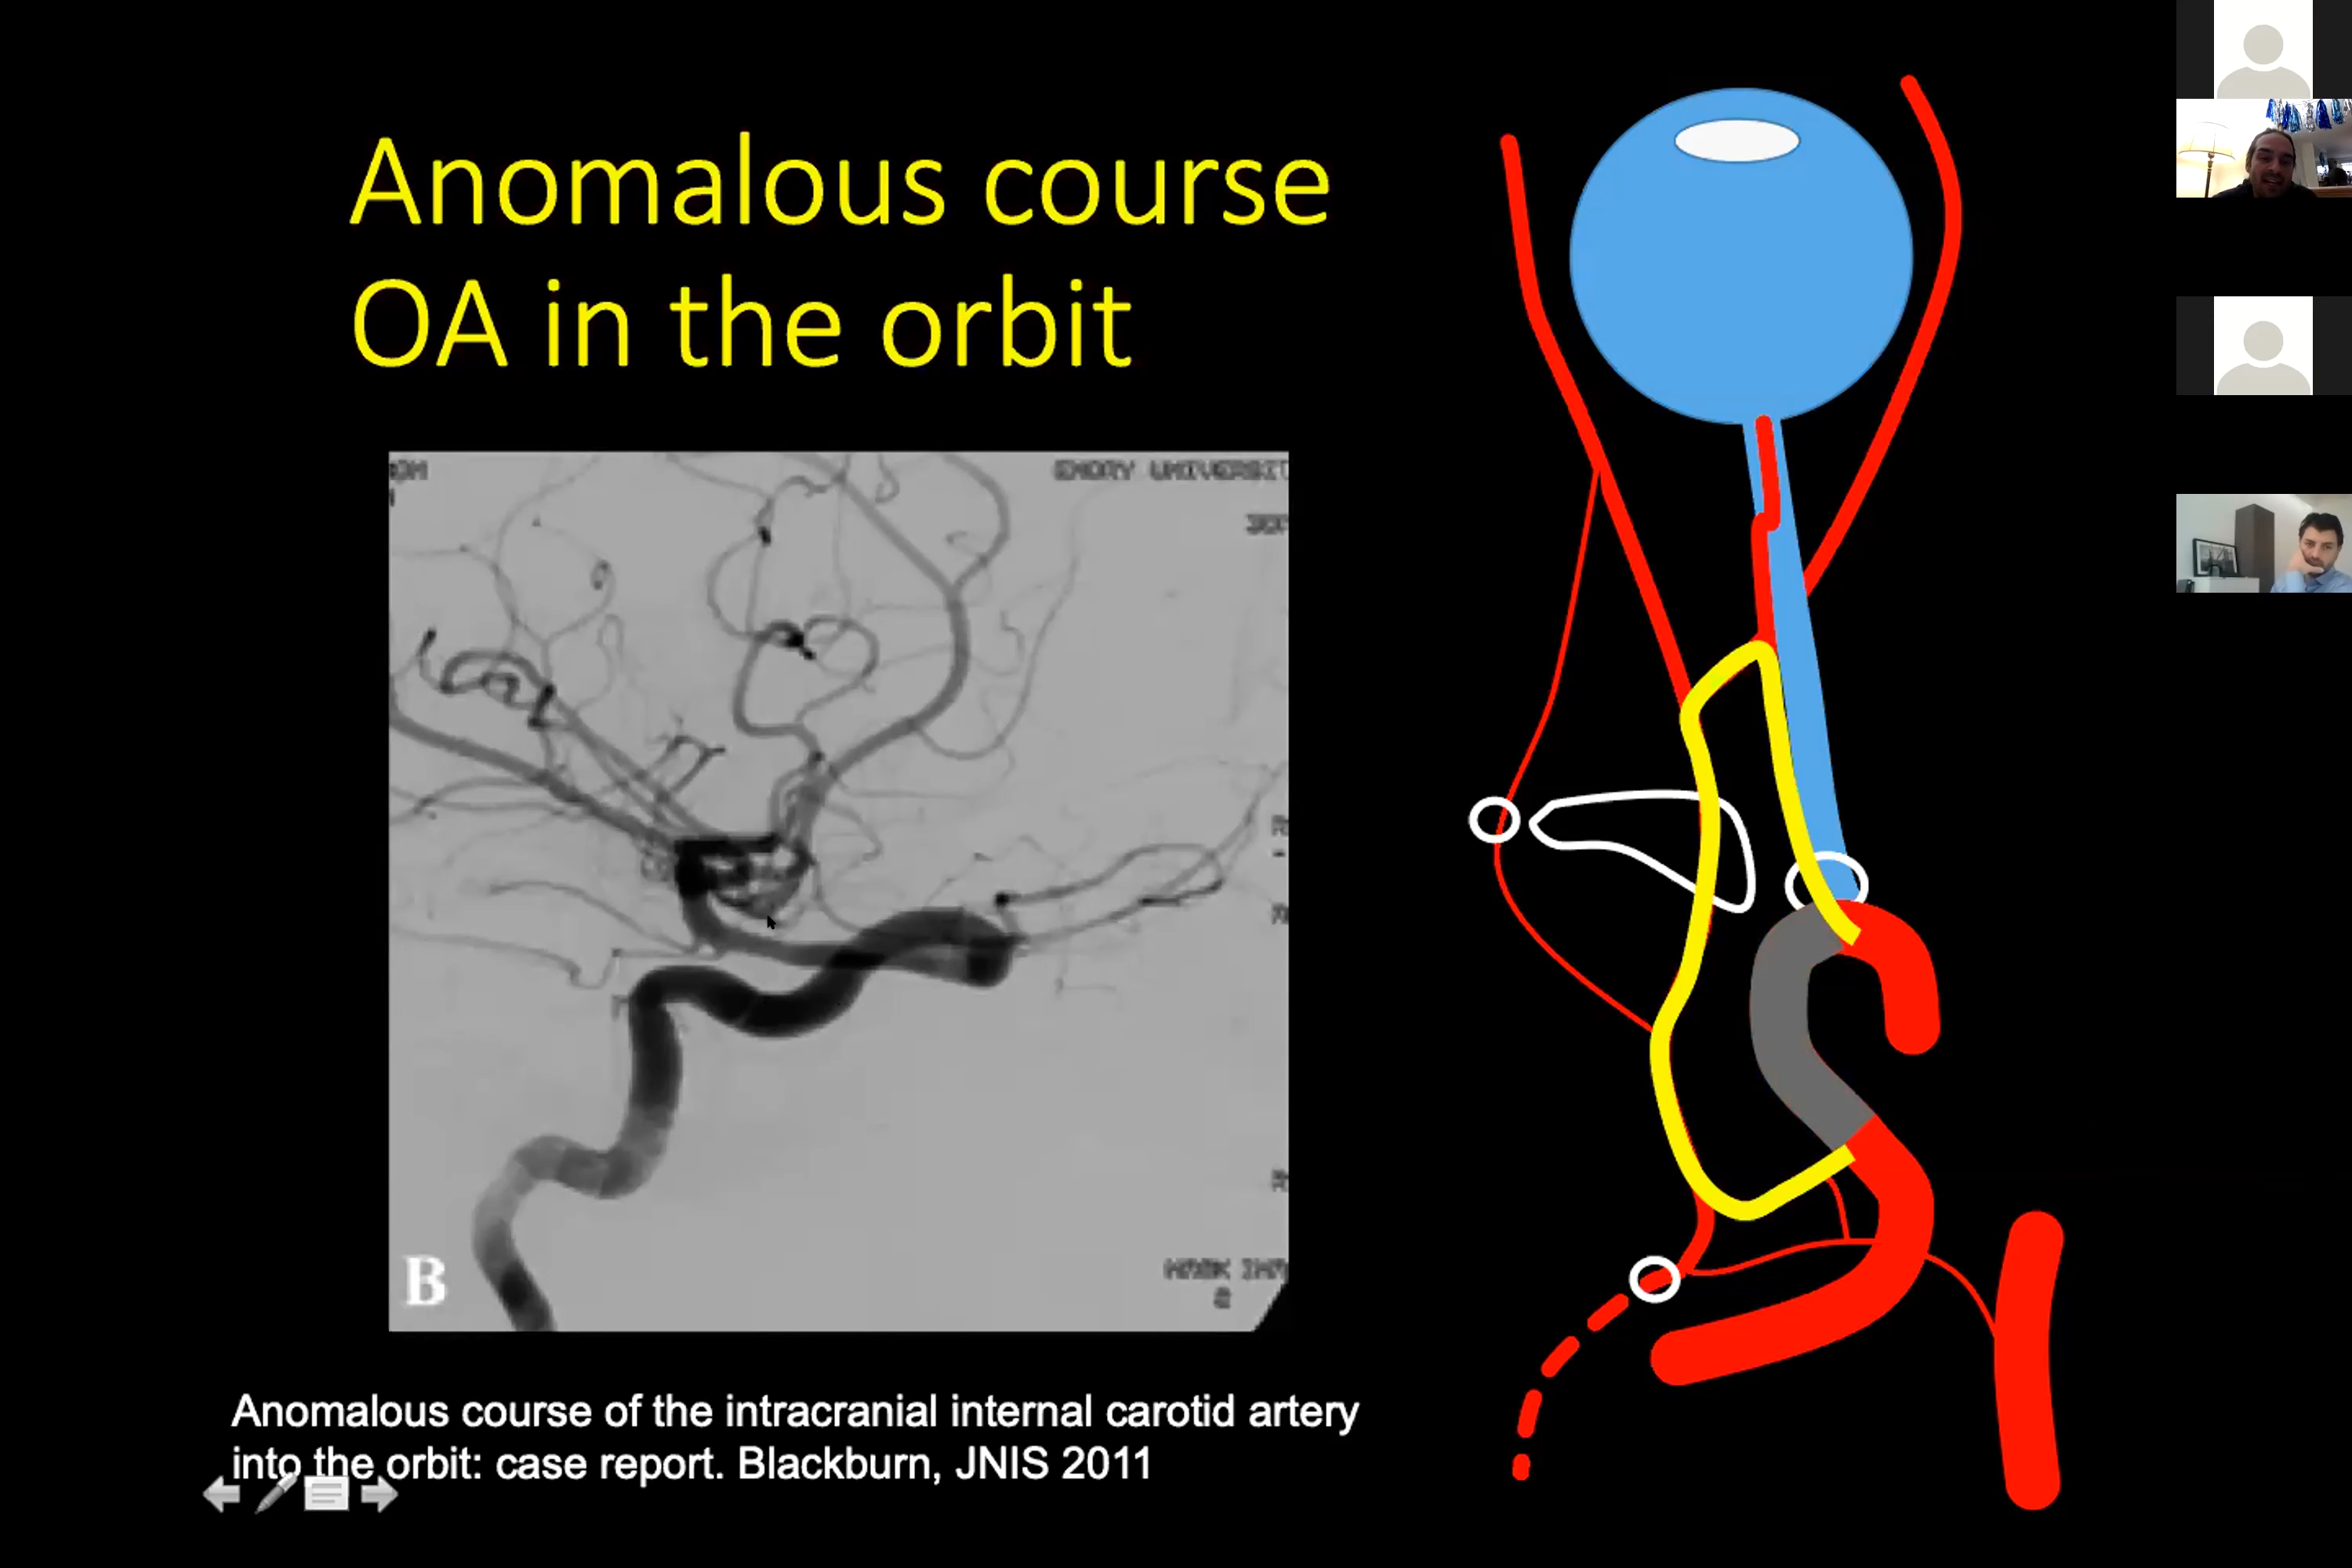 Anomalous course
OA in the orbit
EMORY UNIVERSIT
B
Anomalous course of the intracranial internal carotid artery
into the orbit: case report. Blackburn, JNIS 2011